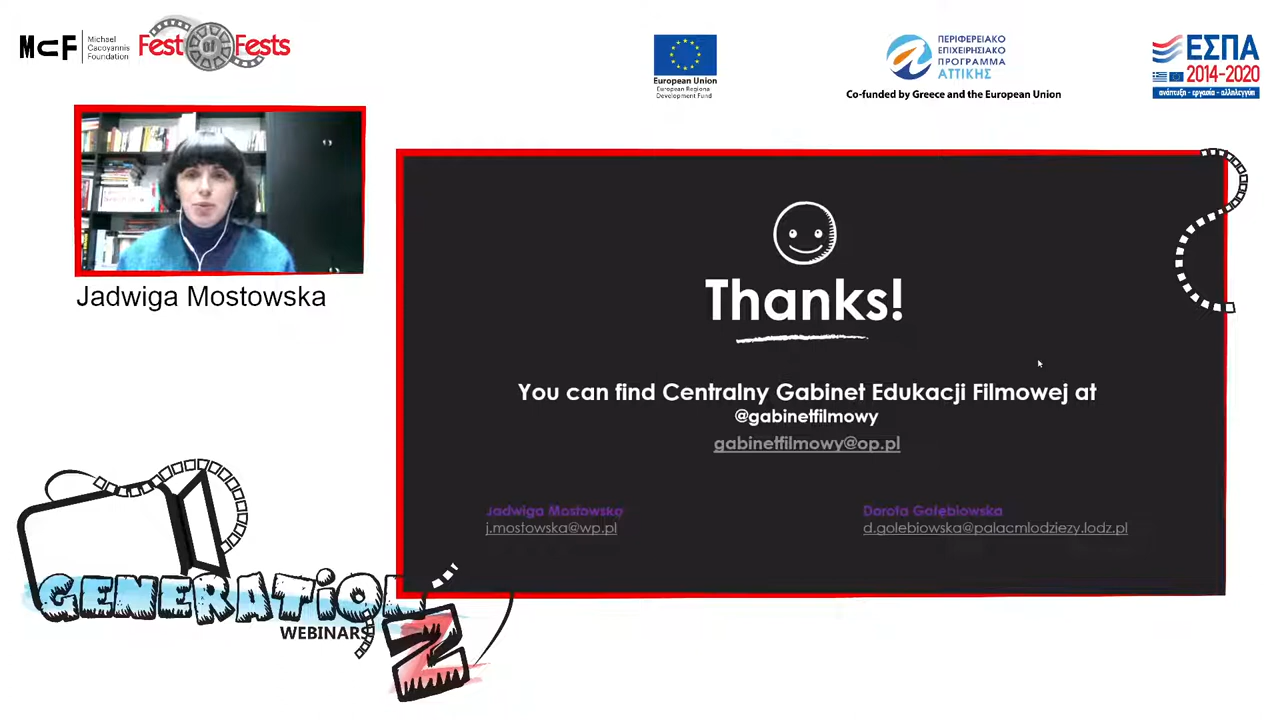 MCF
Michael
Cacoyannis
Foundation
Fest of Fests
European Union
European Regional
Development Fund
ΠΕΡΙΦΕΡΕΙΑΚΟ
ΕΠΙΧΕΙΡΗΣΙΑΚΟ
ΠΡΟΓΡΑΜΜΑ
ΑΤΤΙΚΗΣ
Co-funded by Greece and the European Union
ΕΣΠΑ
2014-2020
ανάπτυξη - εργασία - αλληλεγγύη
Jadwiga Mostowska
Thanks!
You can find Centralny Gabinet Edukacji Filmowej at
@gabinetfilmowy
gabinetfilmowy@op.pl
Jadwiga Mostowska
j.mostowska@wp.pl
Dorota Gołębiowska
d.golebiowska@palacmlodziezy.lodz.pl
GENERATiON
WEBINARS
Z